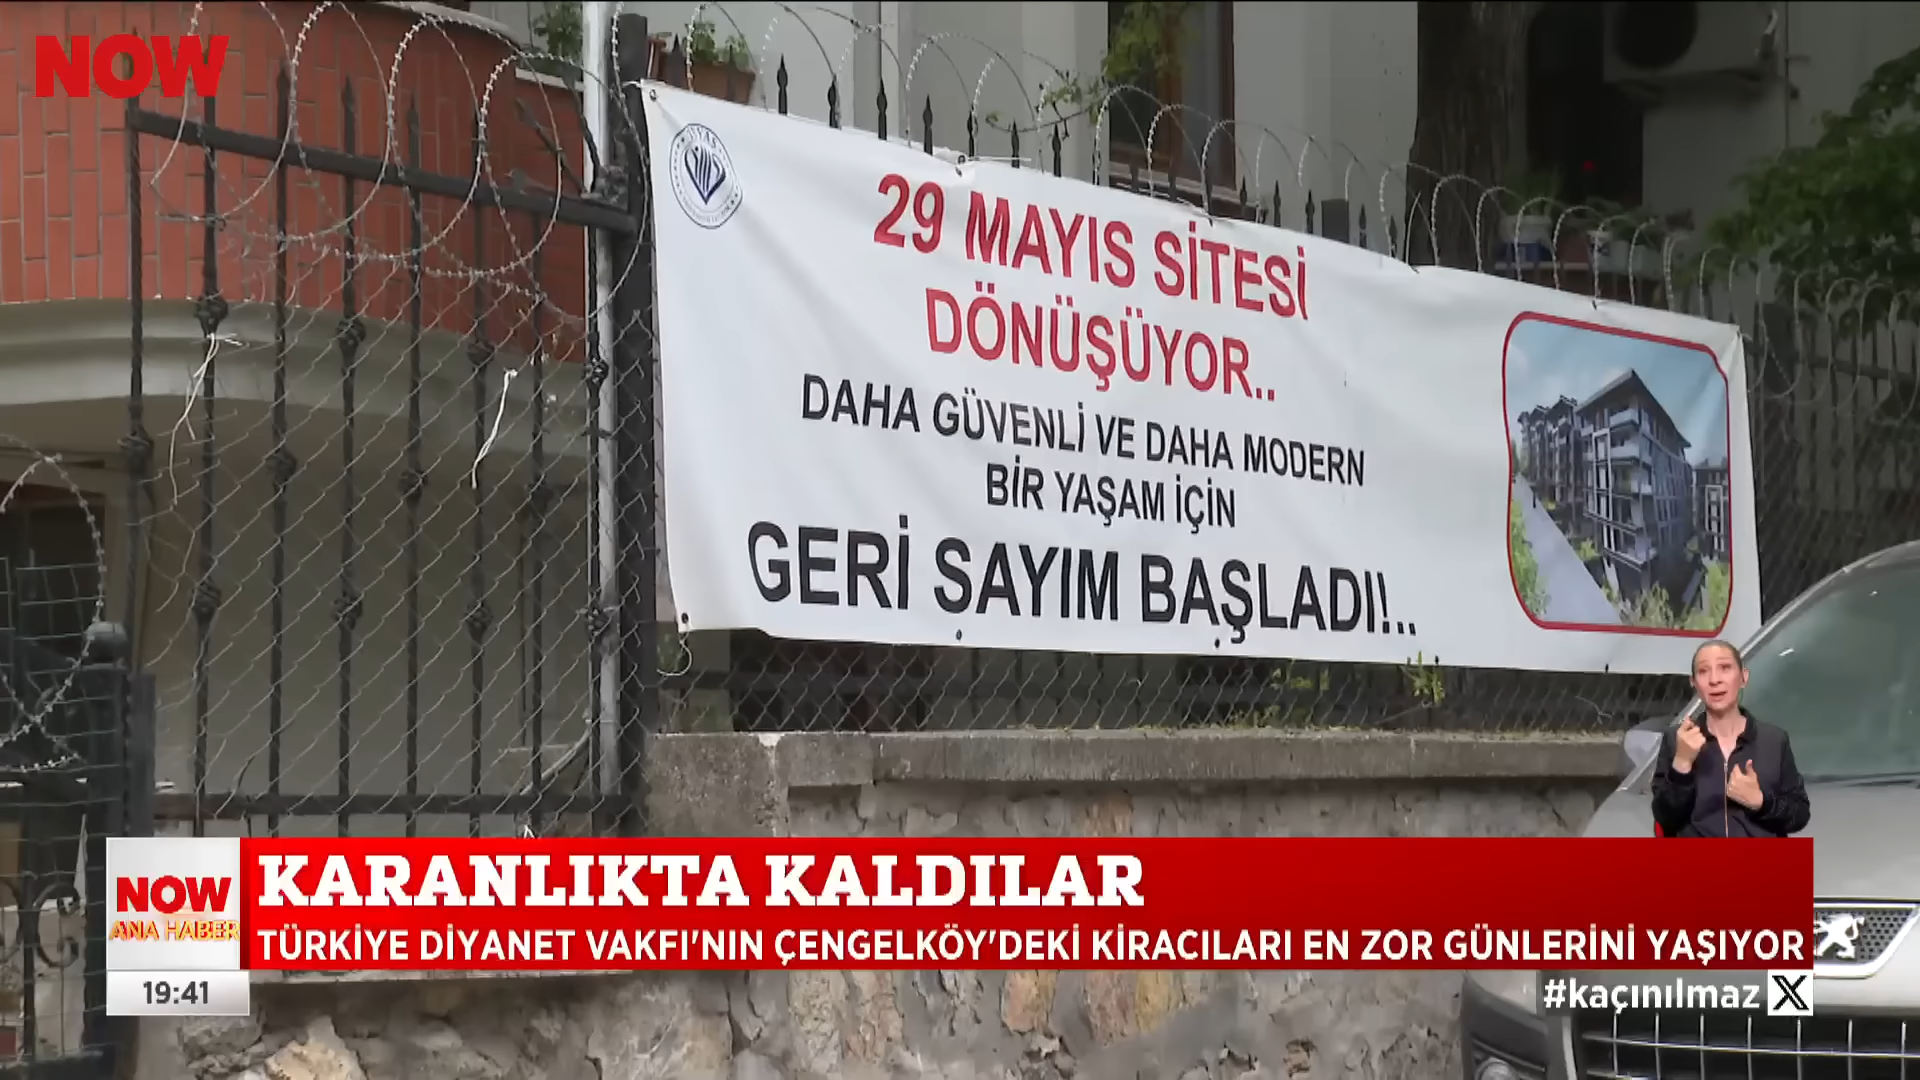 NOW
29 MAYIS SİTESİ
DÖNÜŞÜYOR..
DAHA GÜVENLİ VE DAHA MODERN
BİR YAŞAM İÇİN
GERİ SAYIM BAŞLADI!..
NOW
ANA HABER
KARANLIKTA KALDILAR
TÜRKİYE DİYANET VAKFI'NIN ÇENGELKÖY'DEKİ KİRACILARI EN ZOR GÜNLERİNİ YAŞIYOR
19:41
#kaçınılmaz X